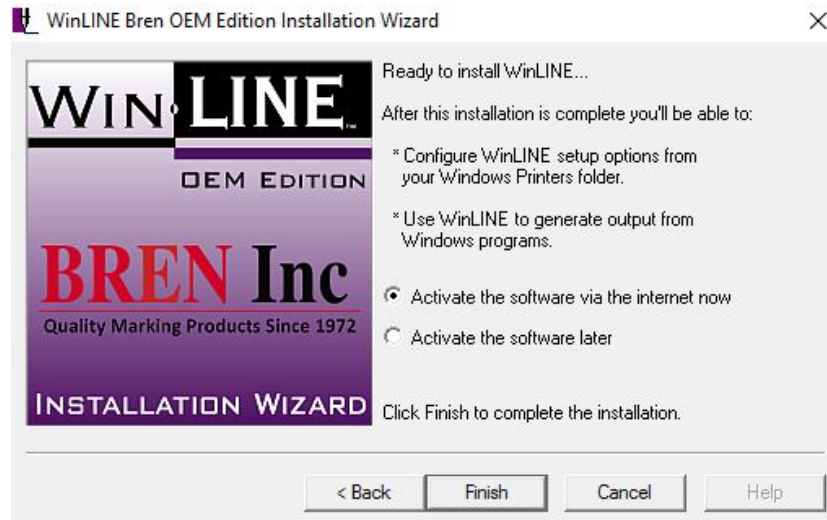 WinLINE Bren OEM Edition Installation Wizard
WIN·LINE™
OEM EDITION
BREN Inc
Quality Marking Products Since 1972
INSTALLATION WIZARD
Ready to install WinLINE...
After this installation is complete you'll be able to:
* Configure WinLINE setup options from
your Windows Printers folder.
* Use WinLINE to generate output from
Windows programs.
Activate the software via the internet now
Activate the software later
Click Finish to complete the installation.
< Back
Finish
Cancel
Help